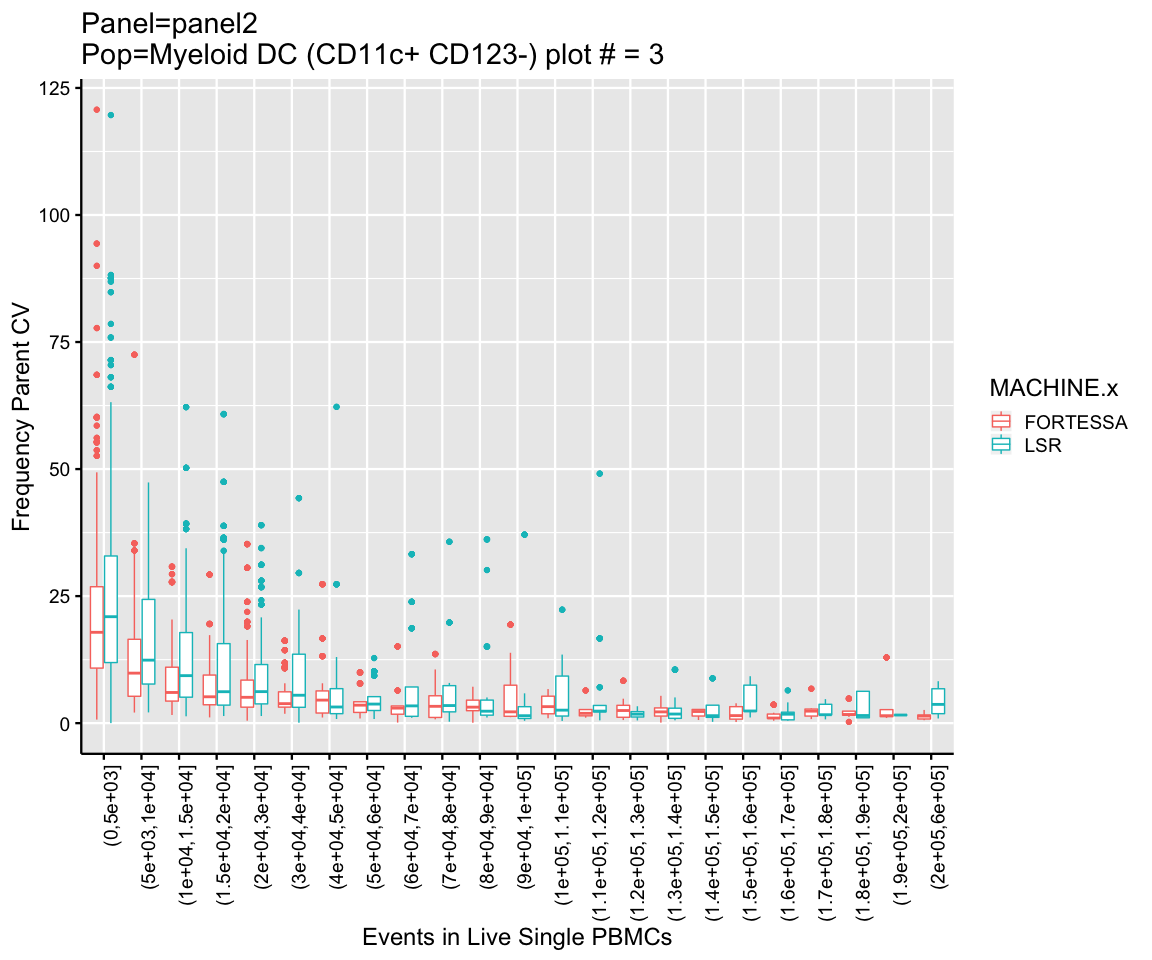 Panel=panel2
Pop=Myeloid DC (CD11c+ CD123-) plot # = 3
125
100
75
50
25
0
Frequency Parent CV
(0,5e+03]
(5e+03,1e+04]
(1e+04,1.5e+04]
(1.5e+04,2e+04]
(2e+04,3e+04]
(3e+04,4e+04]
(4e+04,5e+04]
(5e+04,6e+04]
(6e+04,7e+04]
(7e+04,8e+04]
(8e+04,9e+04]
(9e+04,1e+05]
(1e+05,1.1e+05]
(1.1e+05,1.2e+05]
(1.2e+05,1.3e+05]
(1.3e+05,1.4e+05]
(1.4e+05,1.5e+05]
(1.5e+05,1.6e+05]
(1.6e+05,1.7e+05]
(1.7e+05,1.8e+05]
(1.8e+05,1.9e+05]
(1.9e+05,2e+05]
(2e+05,6e+05]
Events in Live Single PBMCs
MACHINE.x
FORTESSA
LSR